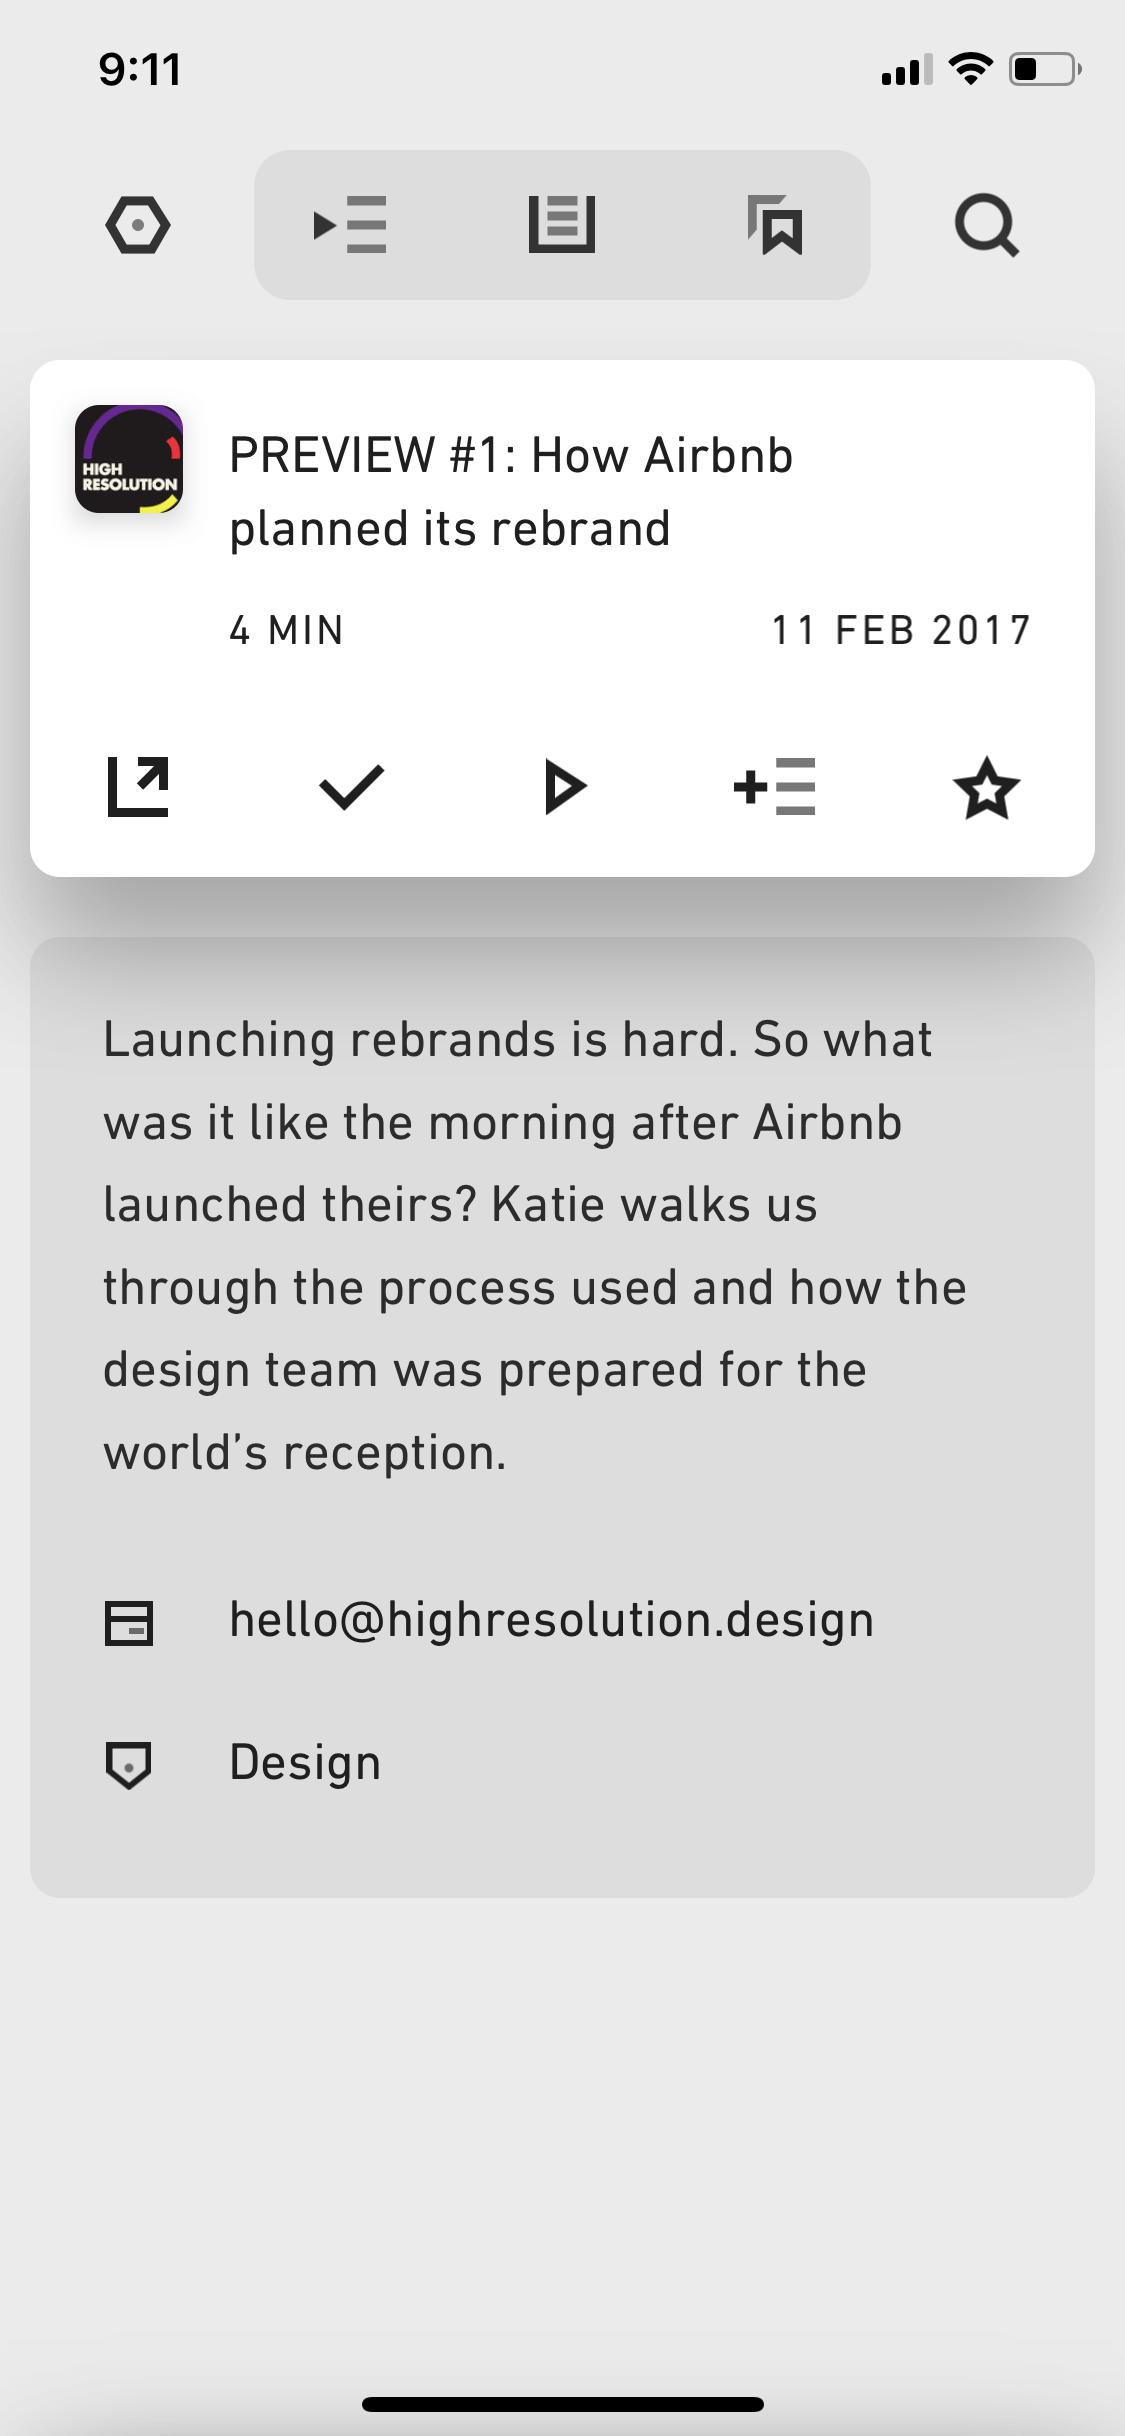 9:11
HIGH
RESOLUTION
PREVIEW #1: How Airbnb
planned its rebrand
4 MIN 11 FEB 2017
Launching rebrands is hard. So what
was it like the morning after Airbnb
launched theirs? Katie walks us
through the process used and how the
design team was prepared for the
world’s reception.
hello@highresolution.design
Design